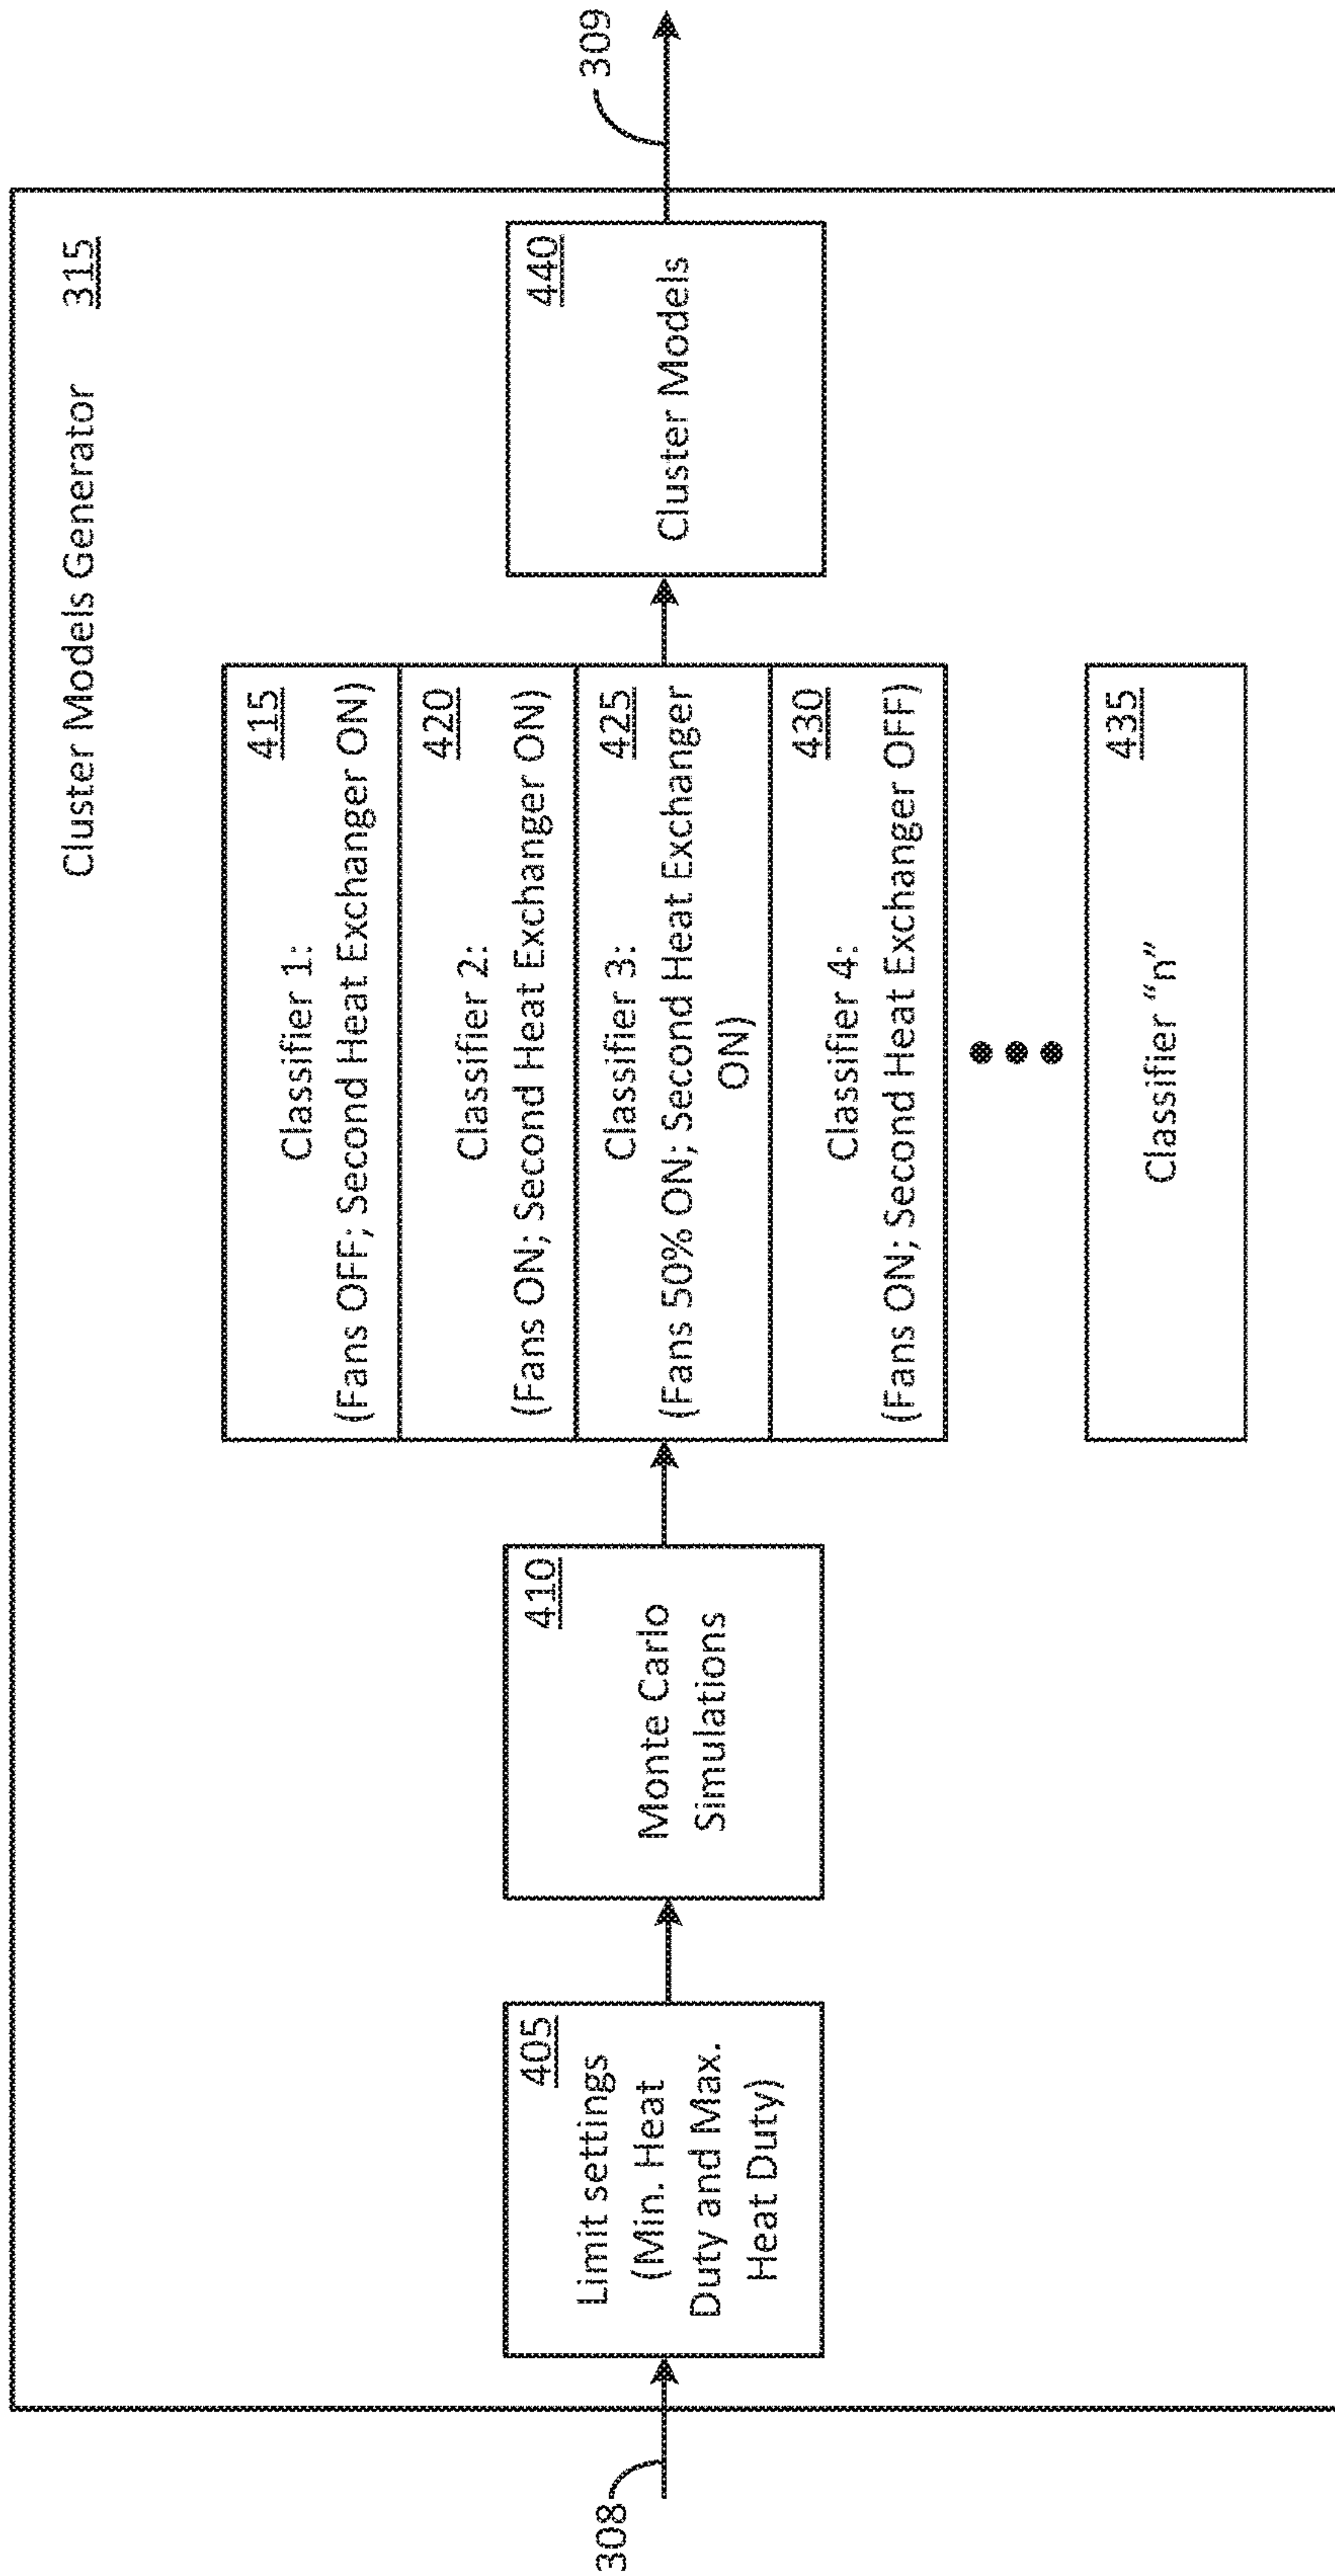 Cluster Models Generator 315
308
405
Limit settings
(Min. Heat
Duty and Max.
Heat Duty)
410
Monte Carlo
Simulations
415
Classifier 1:
(Fans OFF; Second Heat Exchanger ON)
420
Classifier 2:
(Fans ON; Second Heat Exchanger ON)
425
Classifier 3:
(Fans 50% ON; Second Heat Exchanger
ON)
430
Classifier 4:
(Fans ON; Second Heat Exchanger OFF)
435
Classifier “n”
440
Cluster Models
309